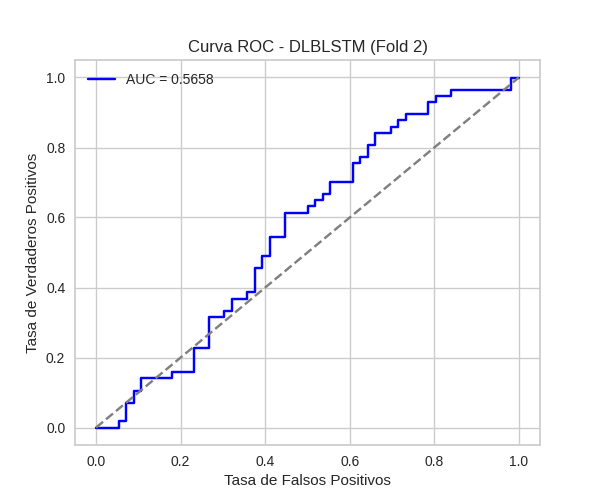 Curva ROC - DLBLSTM (Fold 2)
AUC = 0.5658
Tasa de Verdaderos Positivos
1.0
0.8
0.6
0.4
0.2
0.0
0.0 0.2 0.4 0.6 0.8 1.0
Tasa de Falsos Positivos